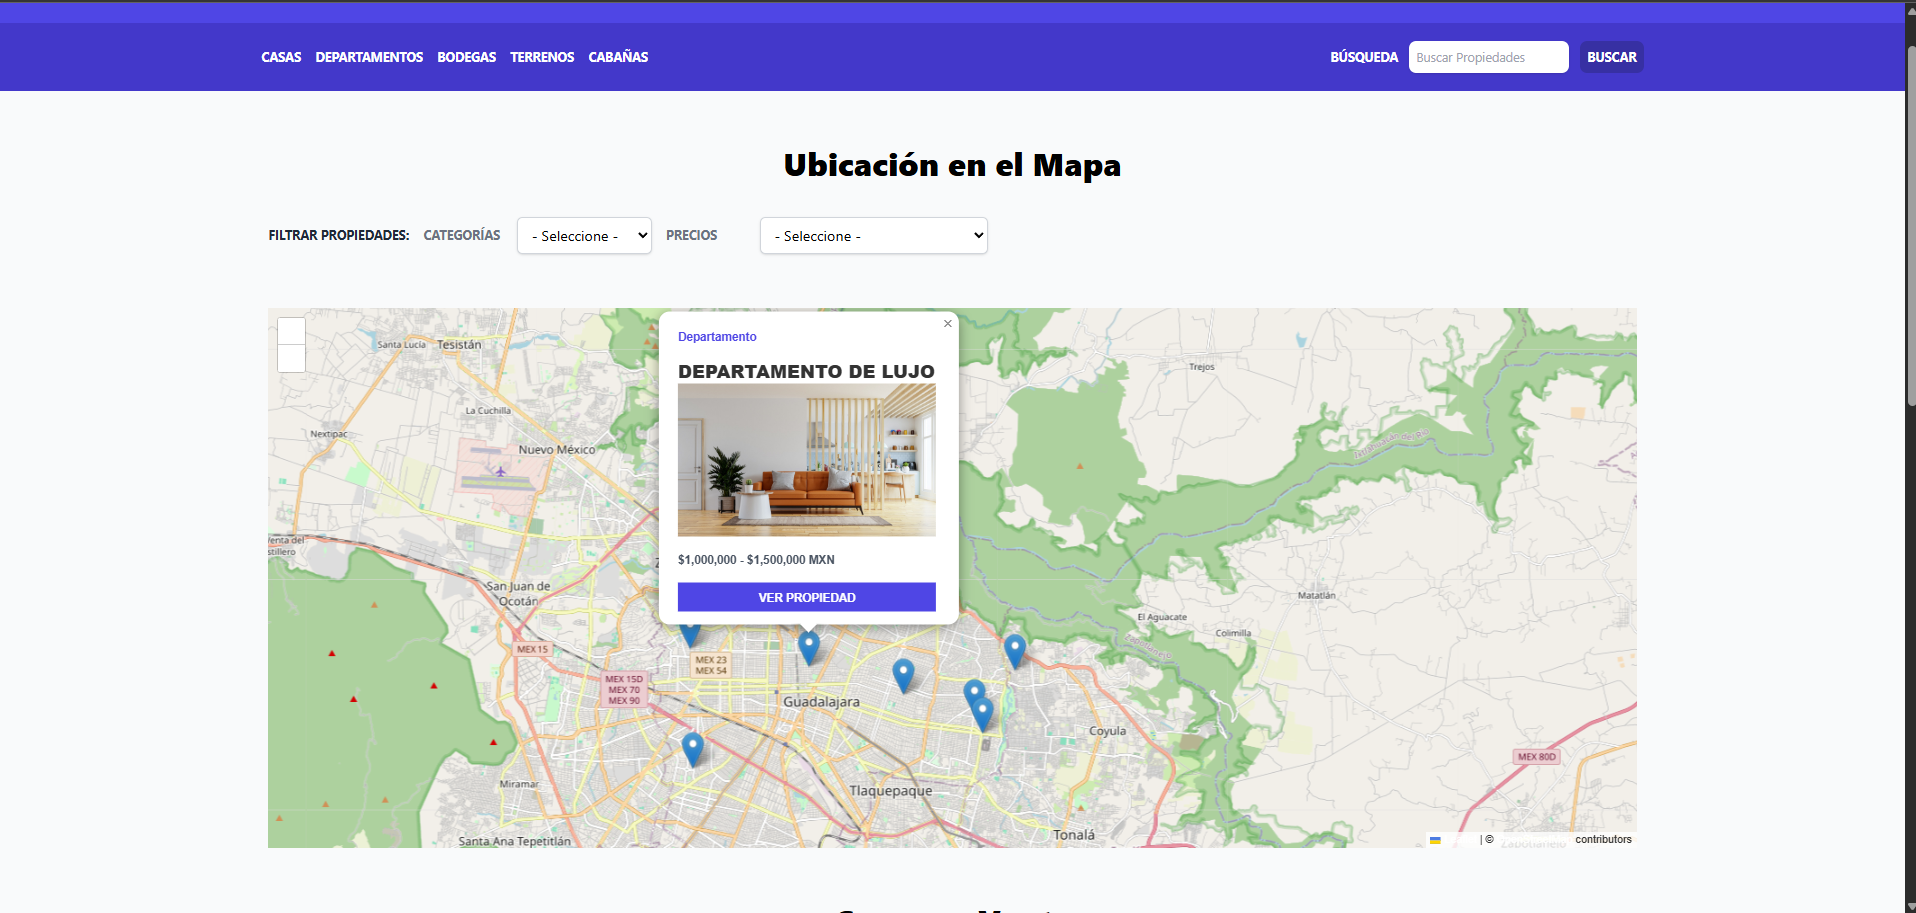 CASAS DEPARTAMENTOS BODEGAS TERRENOS CABAÑAS BÚSQUEDA Buscar Propiedades BUSCAR
Ubicación en el Mapa
FILTRAR PROPIEDADES: CATEGORÍAS - Seleccione - PRECIOS - Seleccione -
×
Departamento
DEPARTAMENTO DE LUJO
$1,000,000 - $1,500,000 MXN
VER PROPIEDAD
Santa Lucía
Tesistán
Trejos
La Cuchilla
Nextipac
Nuevo México
San Juan de
Ocotán
Matatlán
El Aguacate
Colimilla
MEX 15
MEX 23
MEX 54
MEX 15D
MEX 70
MEX 90
Guadalajara
Coyula
MEX 80D
Miramar
Tlaquepaque
Tonalá
Santa Ana Tepetitlán
| © contributors